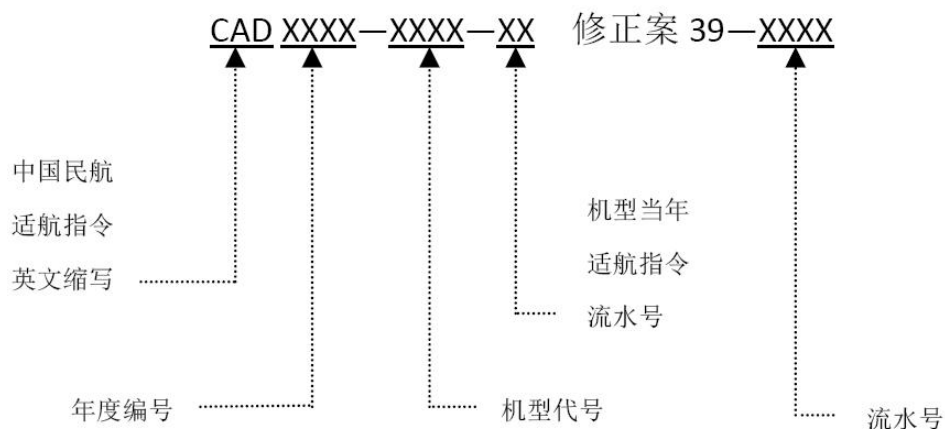 CAD XXXX—XXXX—XX 修正案 39—XXXX
中国民航
适航指令
英文缩写
机型当年
适航指令
流水号
年度编号
机型代号
流水号